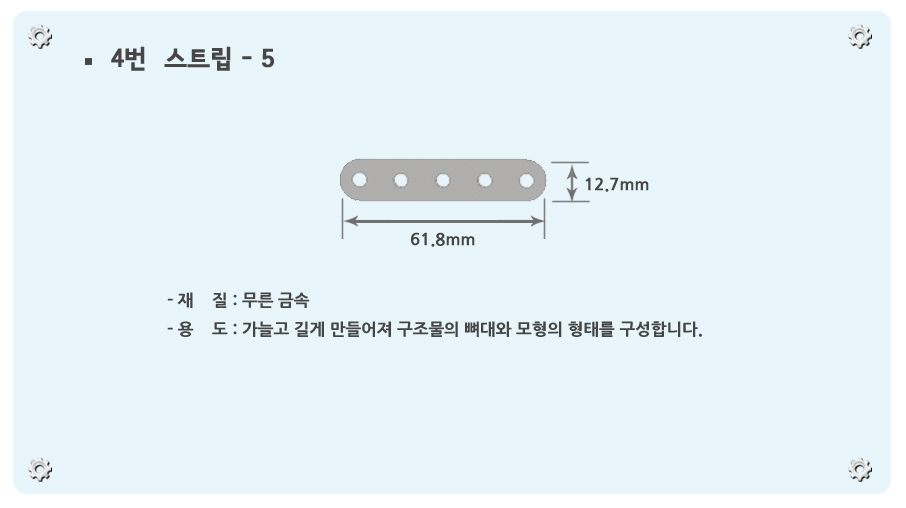 ▪ 4번 스트립 - 5
12.7mm
61.8mm
- 재 질 : 무른 금속
- 용 도 : 가늘고 길게 만들어져 구조물의 뼈대와 모형의 형태를 구성합니다.